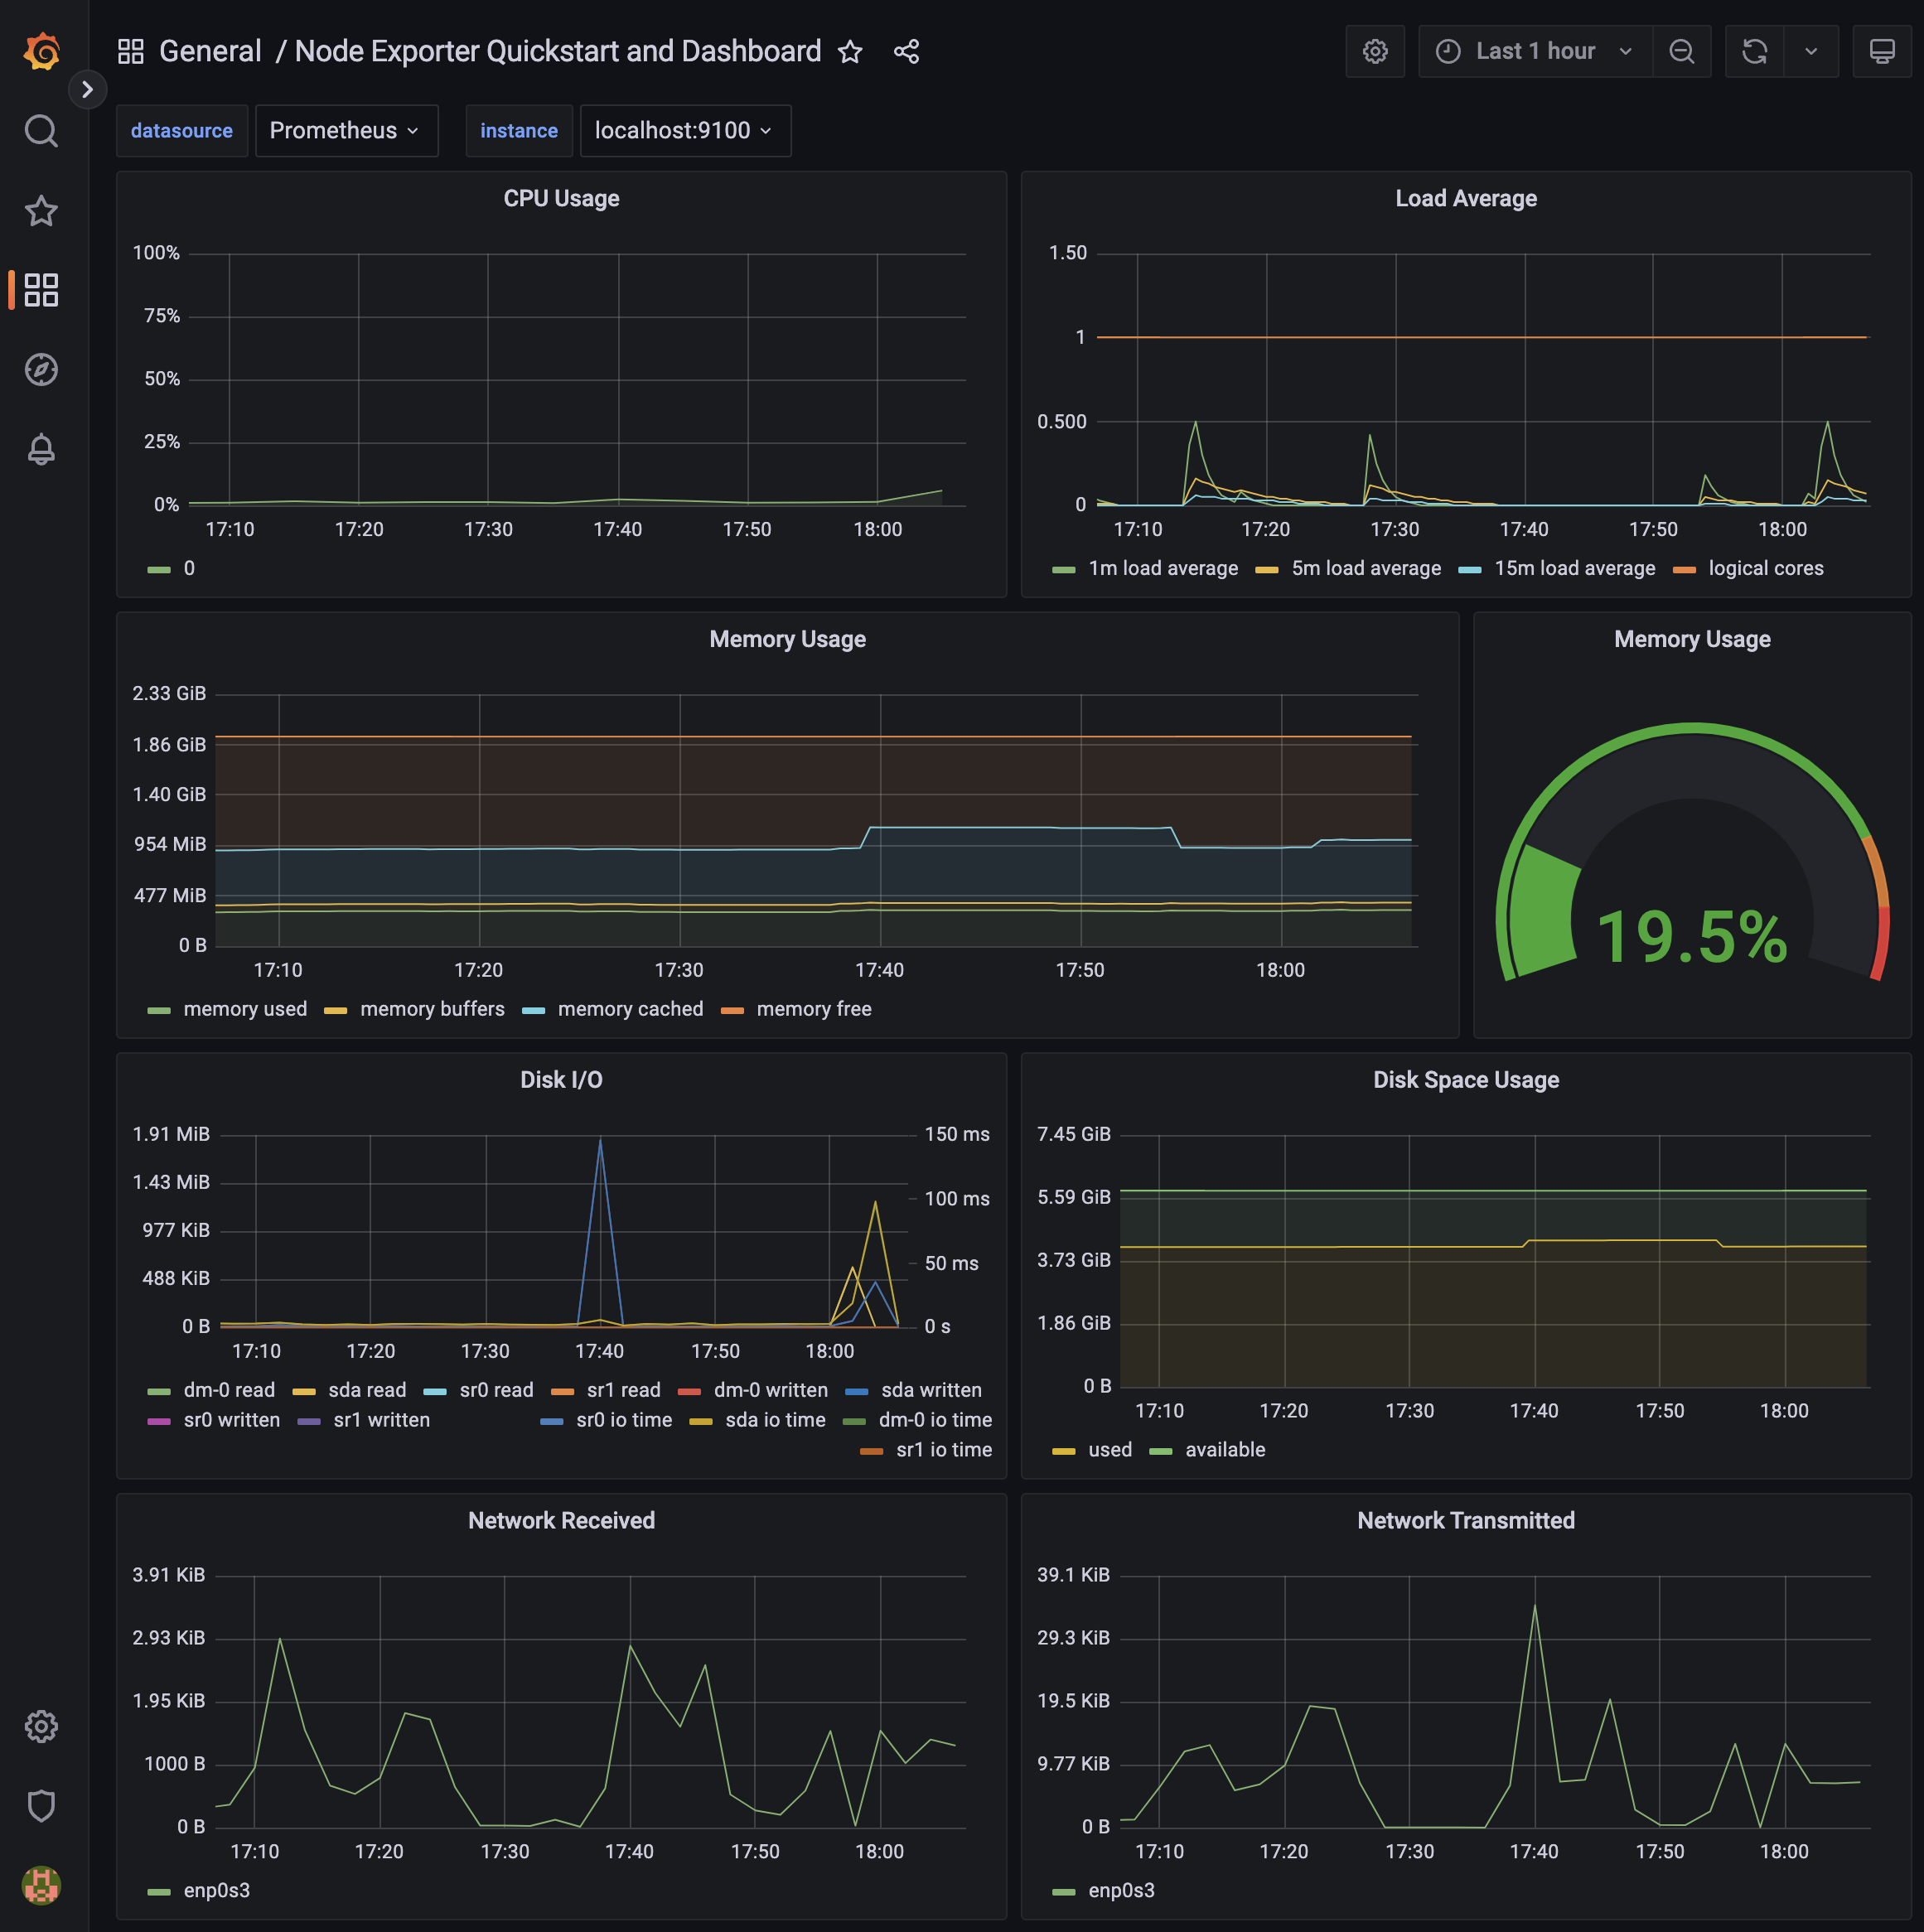 General / Node Exporter Quickstart and Dashboard
Last 1 hour
datasource Prometheus instance localhost:9100
CPU Usage
100%
75%
50%
25%
0%
17:10 17:20 17:30 17:40 17:50 18:00
0
Load Average
1.50
1
0.500
0
17:10 17:20 17:30 17:40 17:50 18:00
1m load average 5m load average 15m load average logical cores
Memory Usage
2.33 GiB
1.86 GiB
1.40 GiB
954 MiB
477 MiB
0 B
17:10 17:20 17:30 17:40 17:50 18:00
memory used memory buffers memory cached memory free
Memory Usage
19.5%
Disk I/O
1.91 MiB
1.43 MiB
977 KiB
488 KiB
0 B
150 ms
100 ms
50 ms
0 s
17:10 17:20 17:30 17:40 17:50 18:00
dm-0 read sda read sr0 read sr1 read dm-0 written sda written
sr0 written sr1 written sr0 io time sda io time dm-0 io time
sr1 io time
Disk Space Usage
7.45 GiB
5.59 GiB
3.73 GiB
1.86 GiB
0 B
17:10 17:20 17:30 17:40 17:50 18:00
used available
Network Received
3.91 KiB
2.93 KiB
1.95 KiB
1000 B
0 B
17:10 17:20 17:30 17:40 17:50 18:00
enp0s3
Network Transmitted
39.1 KiB
29.3 KiB
19.5 KiB
9.77 KiB
0 B
17:10 17:20 17:30 17:40 17:50 18:00
enp0s3